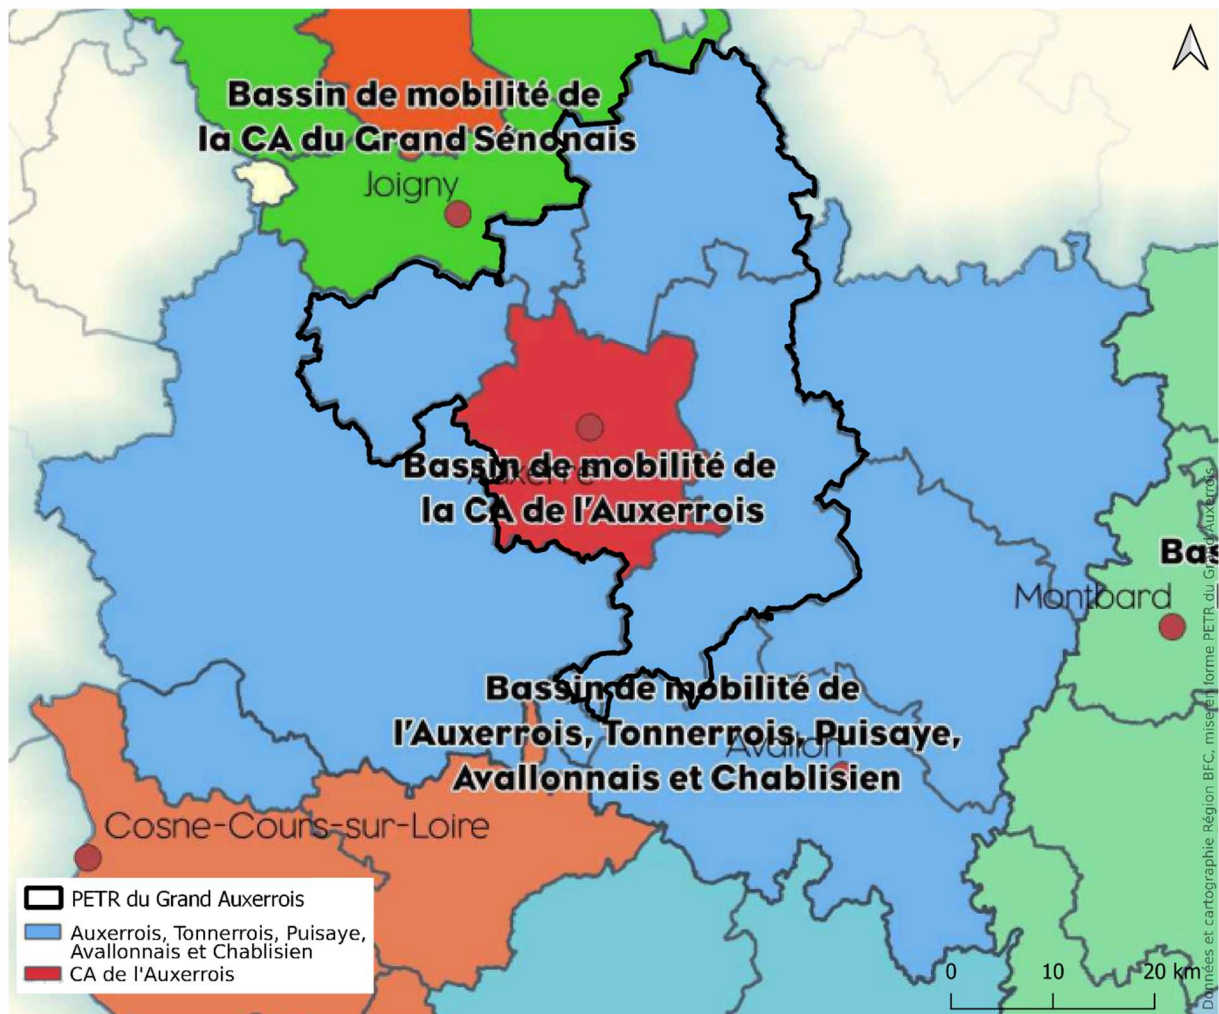 Bassin de mobilité de
la CA du Grand Sénonais
Joigny
Bassin de mobilité de
la CA de l'Auxerrois
Auxerre
Bas
Montbard
Bassin de mobilité de
l'Auxerrois, Tonnerrois, Puisaye,
Avallonnais et Chablisien
Avallon
Cosne-Cours-sur-Loire
PETR du Grand Auxerrois
Auxerrois, Tonnerrois, Puisaye,
Avallonnais et Chablisien
CA de l'Auxerrois
0 10 20 km
Données et cartographie Région BFC, mise en forme PETR du Grand Auxerrois